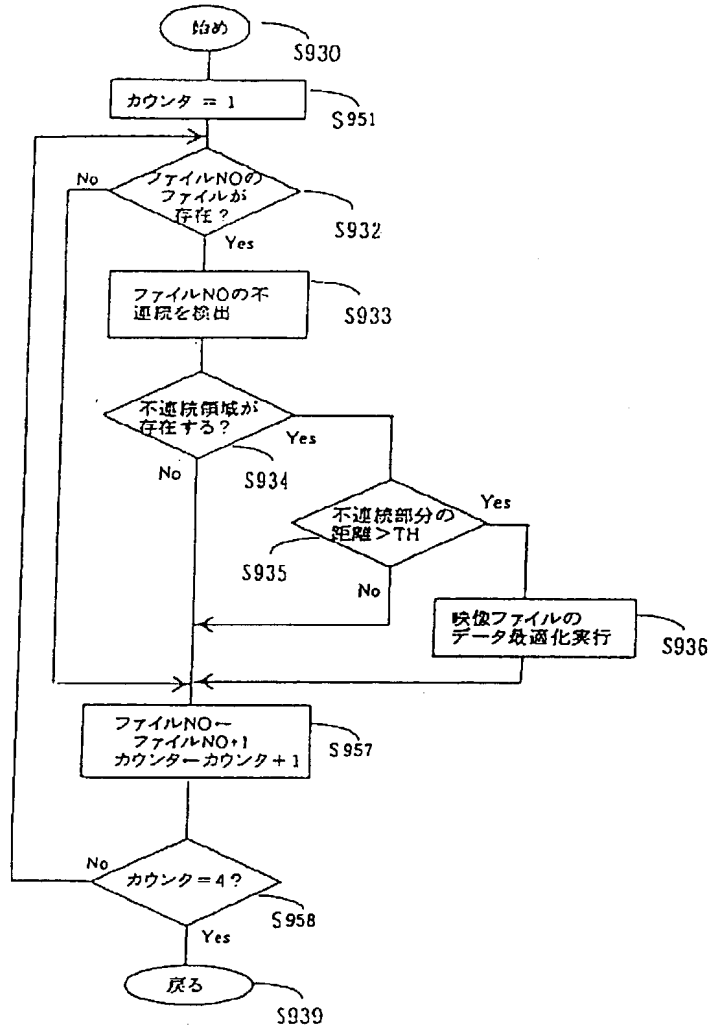 始め
S930
カウンタ = 1
S951
No
ファイルNOの
ファイルが
存在?
S932
Yes
ファイルNOの不
連続を検出
S933
不連続領域が
存在する?
Yes
No
S934
不連続部分の
距離>TH
Yes
S935
No
映像ファイルの
データ最適化実行
S936
ファイルNO←
ファイルNO+1
カウンター←カウンタ+1
S957
No
カウンタ=4?
S958
Yes
戻る
S939